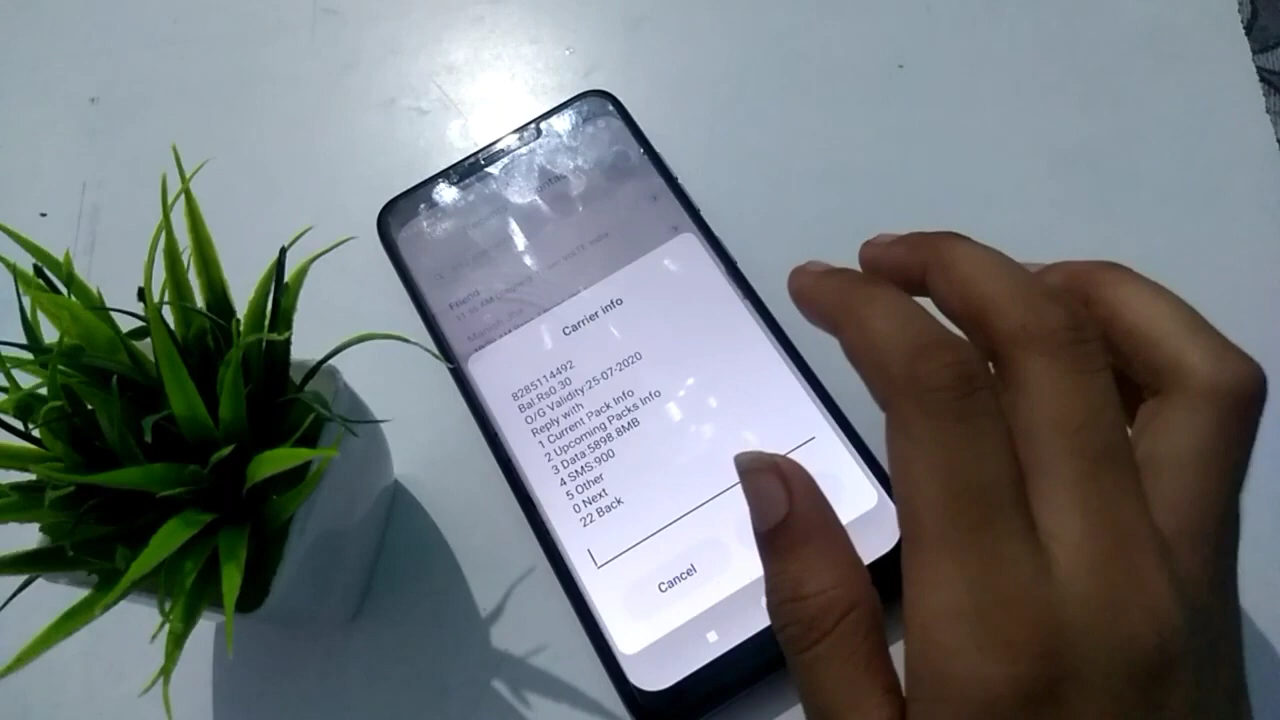 Friend
Carrier info
8285114492
Bal:Rs0.30
O/G Validity:25-07-2020
Reply with
1 Current Pack Info
2 Upcoming Packs Info
3 Data:5898.8MB
4 SMS:900
5 Other
0 Next
22 Back
Cancel